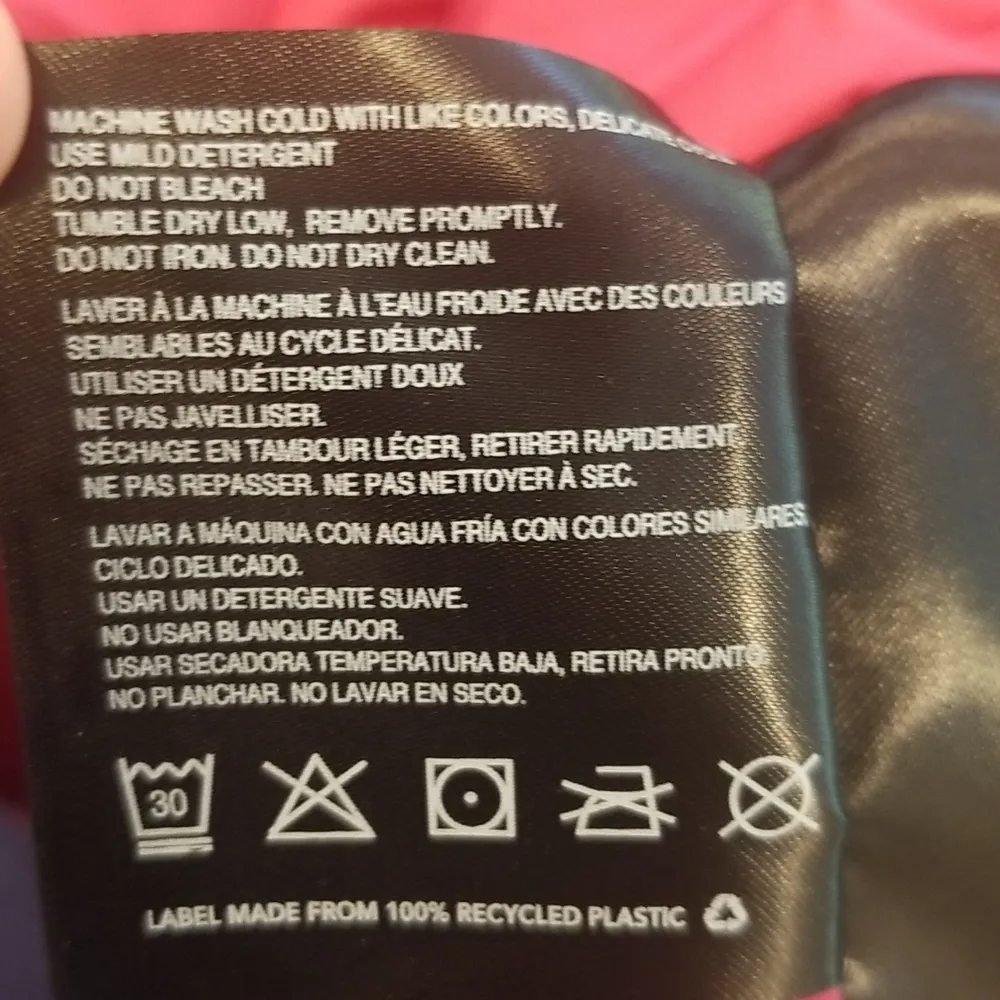 MACHINE WASH COLD WITH LIKE COLORS, DELICATE CYCLE
USE MILD DETERGENT
DO NOT BLEACH
TUMBLE DRY LOW, REMOVE PROMPTLY.
DO NOT IRON. DO NOT DRY CLEAN.
LAVER À LA MACHINE À L'EAU FROIDE AVEC DES COULEURS
SEMBLABLES AU CYCLE DÉLICAT.
UTILISER UN DÉTERGENT DOUX
NE PAS JAVELLISER.
SÉCHAGE EN TAMBOUR LÉGER, RETIRER RAPIDEMENT
NE PAS REPASSER. NE PAS NETTOYER À SEC.
LAVAR A MÁQUINA CON AGUA FRÍA CON COLORES SIMILARES,
CICLO DELICADO.
USAR UN DETERGENTE SUAVE.
NO USAR BLANQUEADOR.
USAR SECADORA TEMPERATURA BAJA, RETIRA PRONTO.
NO PLANCHAR. NO LAVAR EN SECO.
30
LABEL MADE FROM 100% RECYCLED PLASTIC